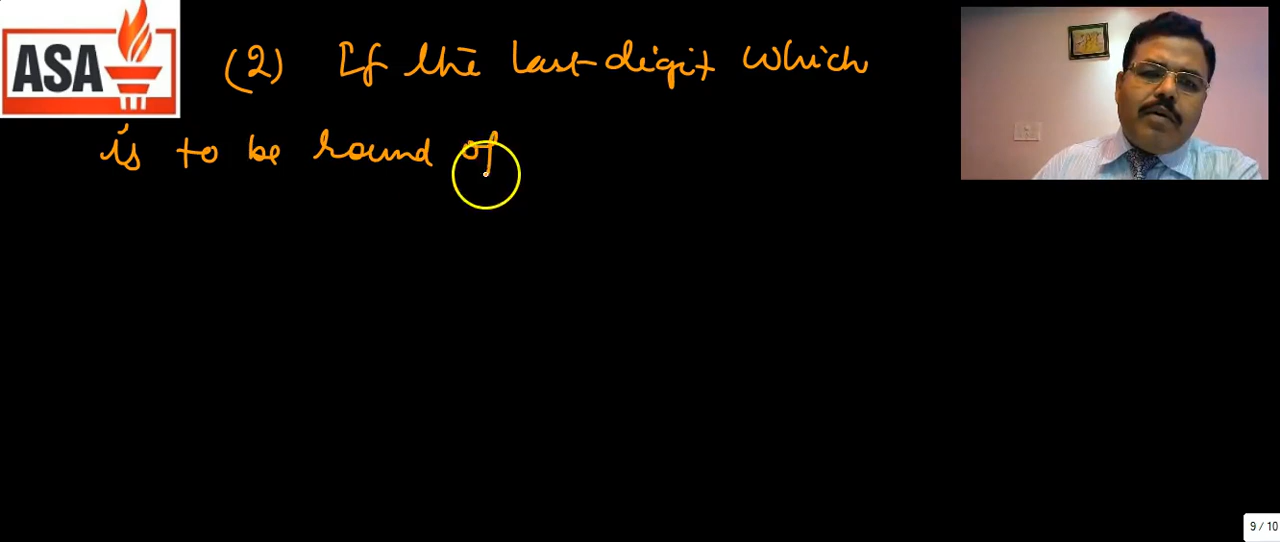 ASA
(2) If the last digit which
is to be round of
9 / 10